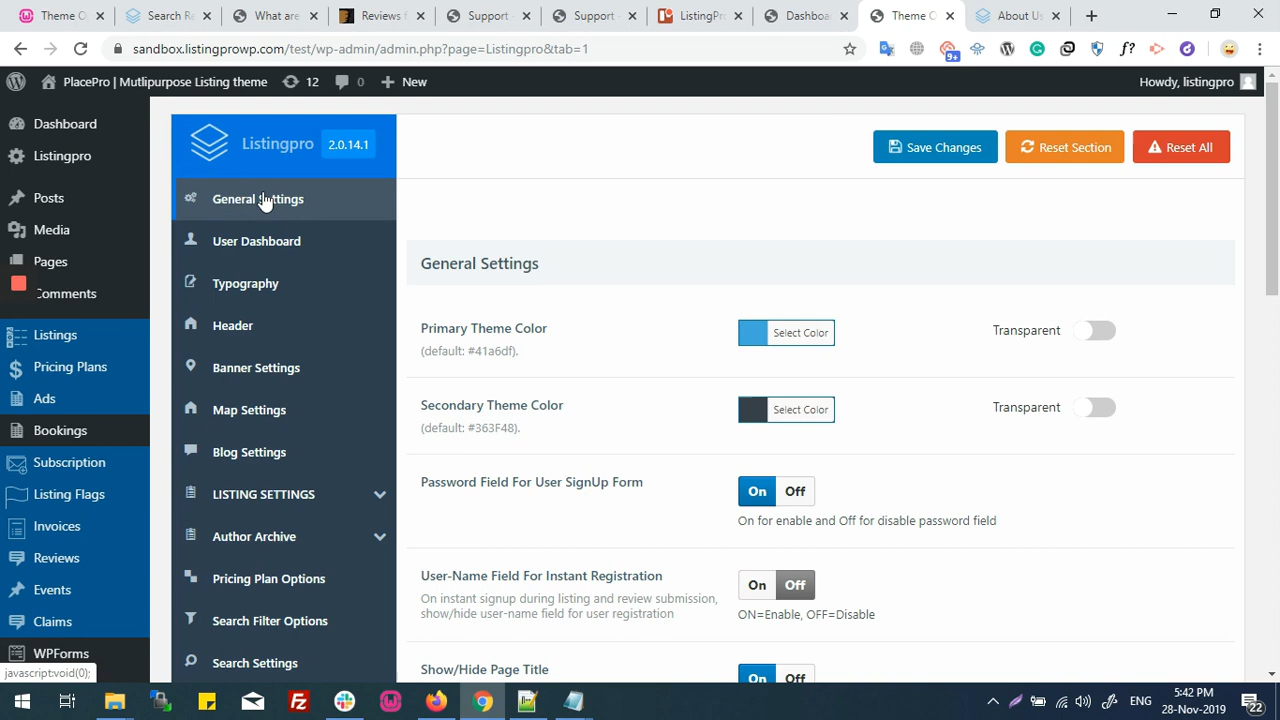 Theme O
Search Re
What are
Reviews f
Support -
Support -
ListingPro
Dashboa
Theme O
About Us
sandbox.listingprowp.com/test/wp-admin/admin.php?page=Listingpro&tab=1
9+
PlacePro | Mutlipurpose Listing theme
12
0
New
Howdy, listingpro
Dashboard
Listingpro
Posts
Media
Pages
Comments
Listings
Pricing Plans
Ads
Bookings
Subscription
Listing Flags
Invoices
Reviews
Events
Claims
WPForms
javascript:void(0);
Listingpro
2.0.14.1
General Settings
User Dashboard
Typography
Header
Banner Settings
Map Settings
Blog Settings
LISTING SETTINGS
Author Archive
Pricing Plan Options
Search Filter Options
Search Settings
Save Changes
Reset Section
Reset All
General Settings
Primary Theme Color
(default: #41a6df).
Select Color
Transparent
Secondary Theme Color
(default: #363F48).
Select Color
Transparent
Password Field For User SignUp Form
On Off
On for enable and Off for disable password field
User-Name Field For Instant Registration
On instant signup during listing and review submission,
show/hide user-name field for user registration
On Off
ON=Enable, OFF=Disable
Show/Hide Page Title
On Off
ENG
5:42 PM
28-Nov-2019
22